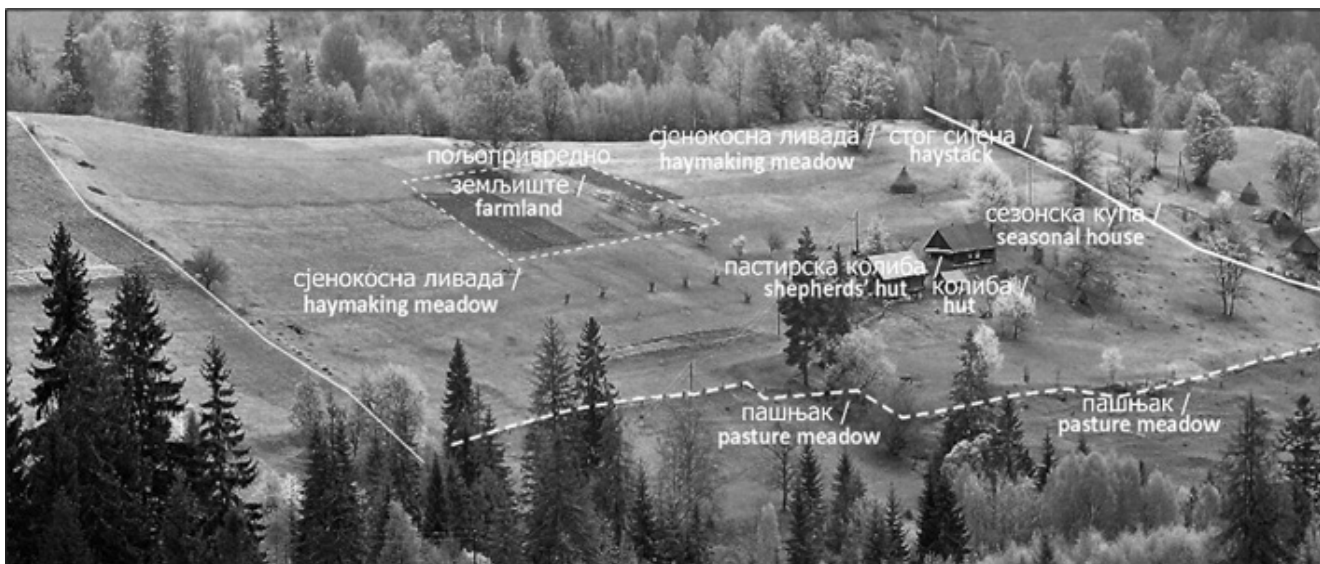 сјенокосна ливада /
haymaking meadow
стог сијена /
haystack
пољопривредно
земљиште /
farmland
сезонска кућа /
seasonal house
сјенокосна ливада /
haymaking meadow
пастирска колиба /
shepherds' hut
колиба /
hut
пашњак /
pasture meadow
пашњак /
pasture meadow